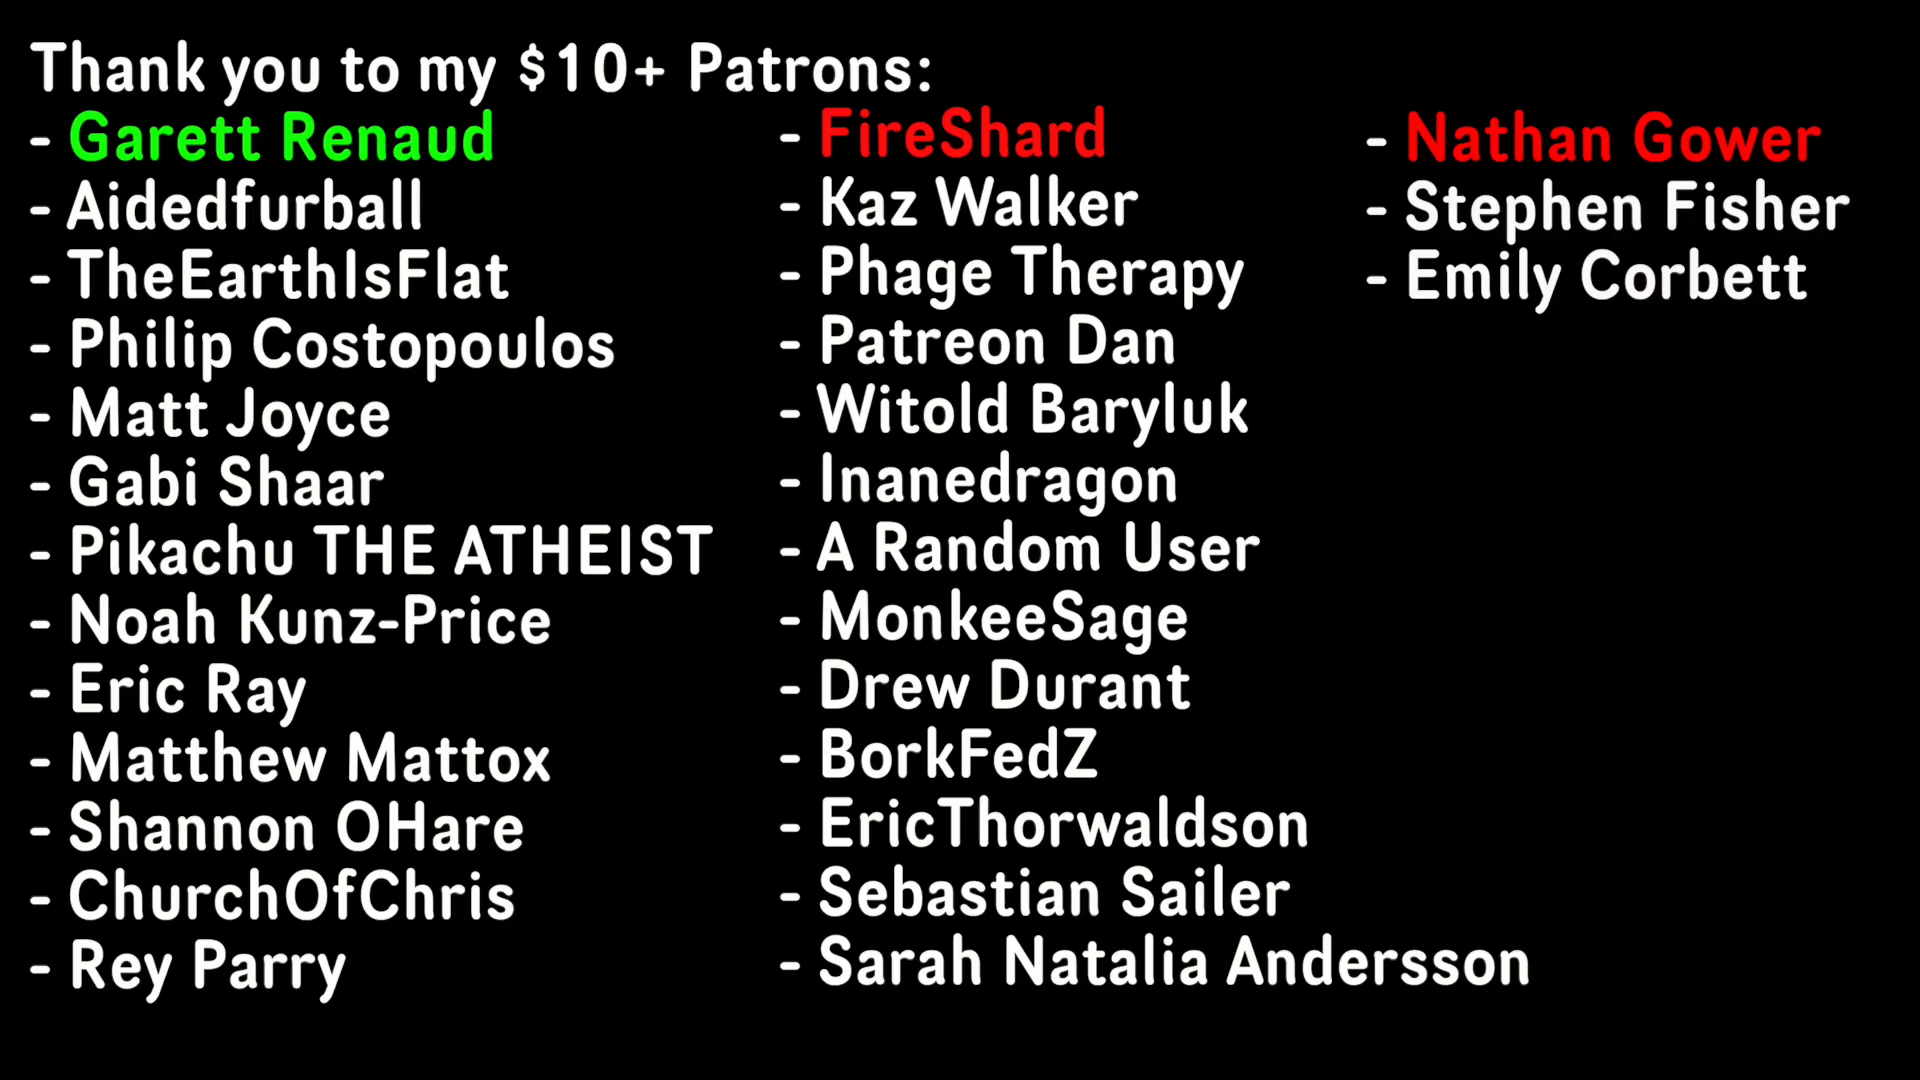 Thank you to my $10+ Patrons:
- Garett Renaud
- Aidedfurball
- TheEarthIsFlat
- Philip Costopoulos
- Matt Joyce
- Gabi Shaar
- Pikachu THE ATHEIST
- Noah Kunz-Price
- Eric Ray
- Matthew Mattox
- Shannon OHare
- ChurchOfChris
- Rey Parry
- FireShard
- Kaz Walker
- Phage Therapy
- Patreon Dan
- Witold Baryluk
- Inanedragon
- A Random User
- MonkeeSage
- Drew Durant
- BorkFedZ
- EricThorwaldson
- Sebastian Sailer
- Sarah Natalia Andersson
- Nathan Gower
- Stephen Fisher
- Emily Corbett